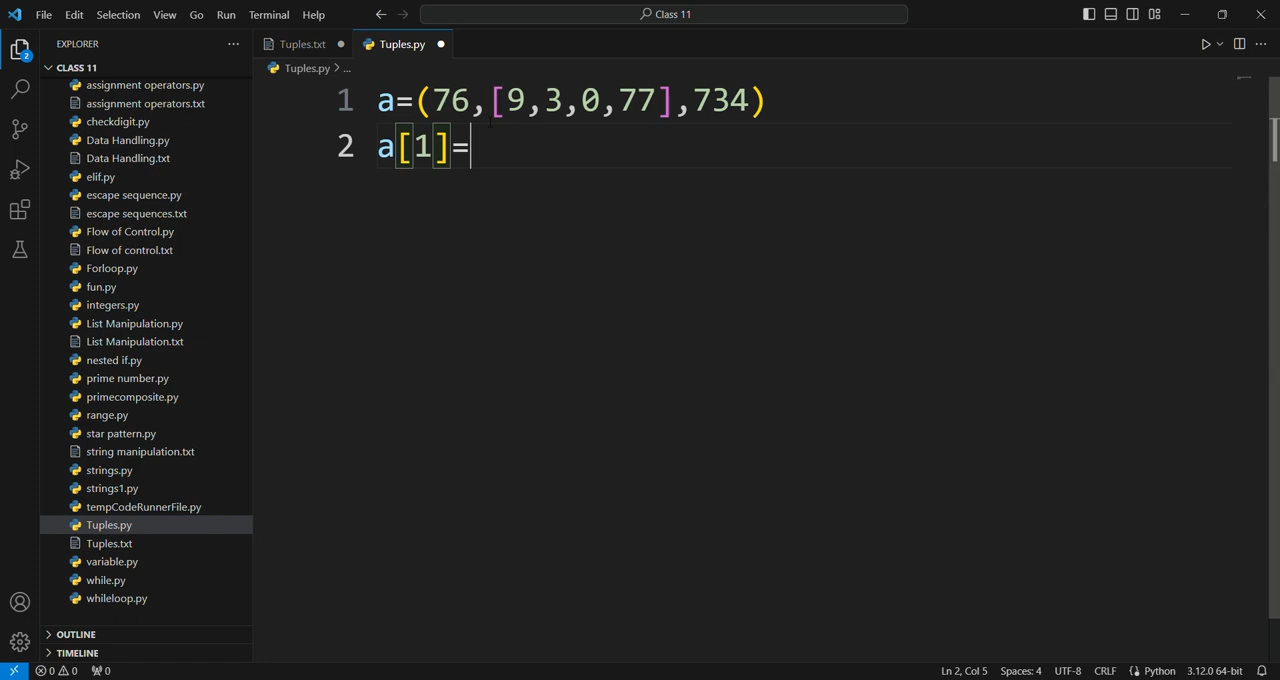 File Edit Selection View Go Run Terminal Help
Class 11
EXPLORER
Tuples.txt
Tuples.py
CLASS 11
Tuples.py > ...
assignment operators.py
assignment operators.txt
checkdigit.py
Data Handling.py
Data Handling.txt
elif.py
escape sequence.py
escape sequences.txt
Flow of Control.py
Flow of control.txt
Forloop.py
fun.py
integers.py
List Manipulation.py
List Manipulation.txt
nested if.py
prime number.py
primecomposite.py
range.py
star pattern.py
string manipulation.txt
strings.py
strings1.py
tempCodeRunnerFile.py
Tuples.py
Tuples.txt
variable.py
while.py
whileloop.py
OUTLINE
TIMELINE
1 a=(76,[9,3,0,77],734)
2 a[1]=
2
0 0 0
Ln 2, Col 5 Spaces: 4 UTF-8 CRLF Python 3.12.0 64-bit